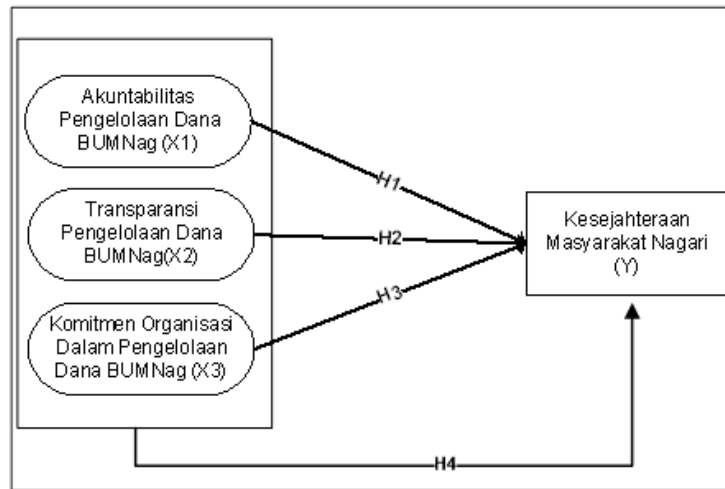 Akuntabilitas
Pengelolaan Dana
BUMNag (X1)
H1
Transparansi
Pengelolaan Dana
BUMNag(X2)
H2
Kesejahteraan
Masyarakat Nagari
(Y)
H3
Komitmen Organisasi
Dalam Pengelolaan
Dana BUMNag (X3)
H4